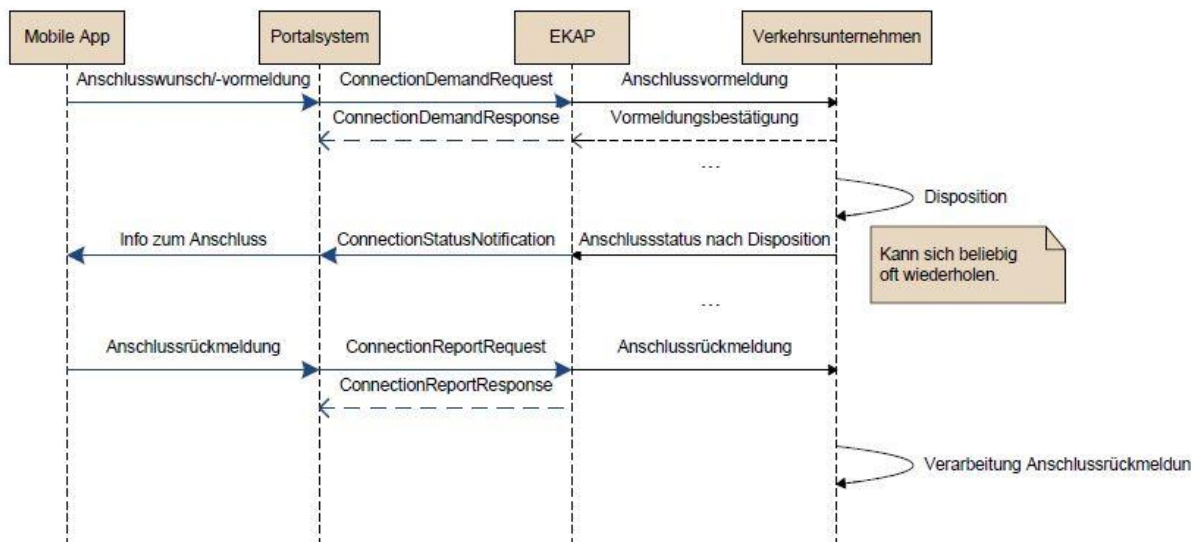 Mobile App
Portalsystem
EKAP
Verkehrsunternehmen
Anschlusswunsch/-vormeldung
ConnectionDemandRequest
Anschlussvormeldung
ConnectionDemandResponse
Vormeldungsbestätigung
...
Disposition
Info zum Anschluss
ConnectionStatusNotification
Anschlussstatus nach Disposition
Kann sich beliebig
oft wiederholen.
...
Anschlussrückmeldung
ConnectionReportRequest
Anschlussrückmeldung
ConnectionReportResponse
Verarbeitung Anschlussrückmeldun